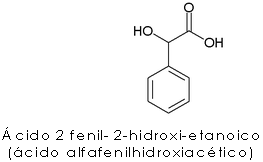 O
HO
OH
Ácido 2 fenil- 2-hidroxi-etanoico
(ácido alfafenilhidroxiacético)